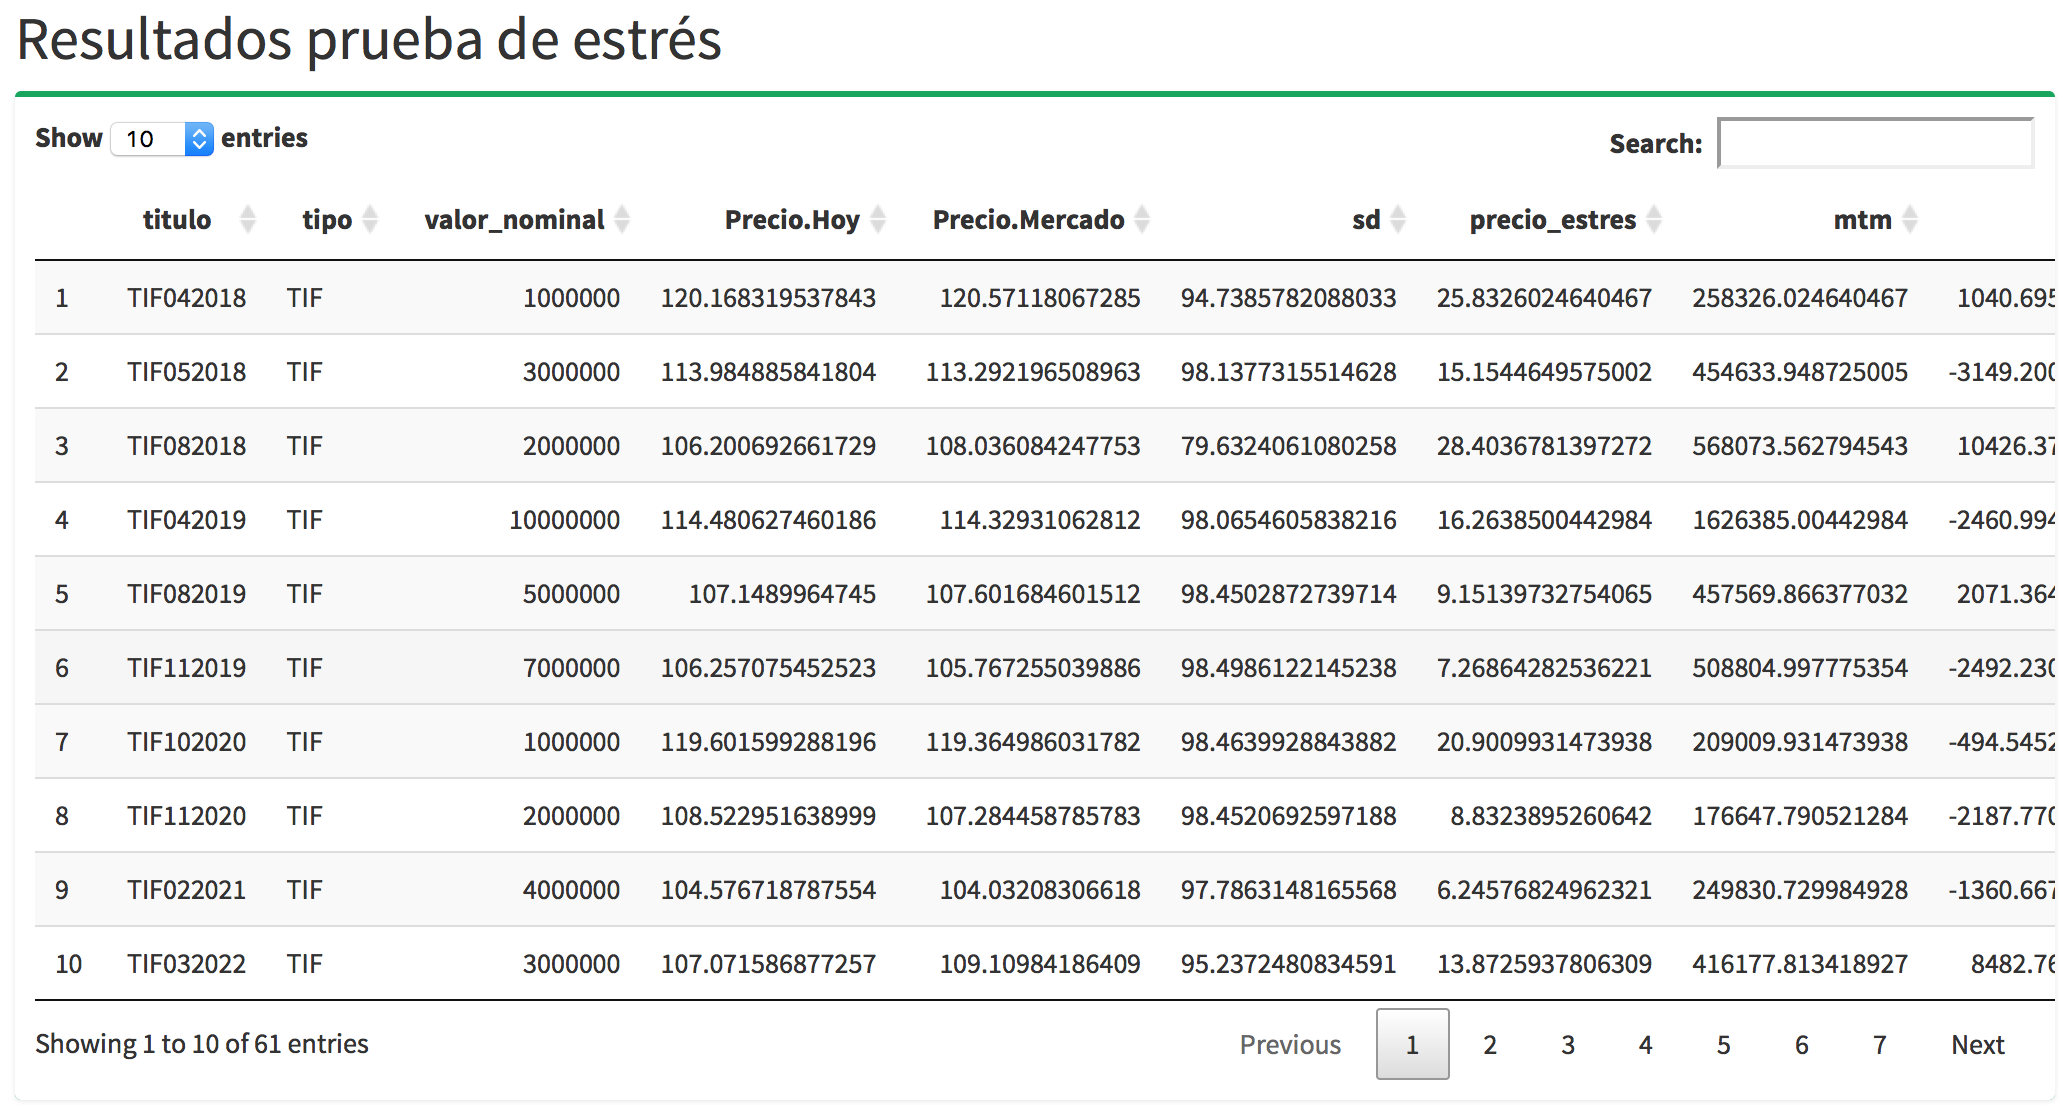 Resultados prueba de estrés
Show 10 entries
Search:
titulo tipo valor_nominal Precio.Hoy Precio.Mercado sd precio_estres mtm
1 TIF042018 TIF 1000000 120.168319537843 120.57118067285 94.7385782088033 25.8326024640467 258326.024640467 1040.695
2 TIF052018 TIF 3000000 113.984885841804 113.292196508963 98.1377315514628 15.1544649575002 454633.948725005 -3149.200
3 TIF082018 TIF 2000000 106.200692661729 108.036084247753 79.6324061080258 28.4036781397272 568073.562794543 10426.37
4 TIF042019 TIF 10000000 114.480627460186 114.32931062812 98.0654605838216 16.2638500442984 1626385.00442984 -2460.994
5 TIF082019 TIF 5000000 107.1489964745 107.601684601512 98.4502872739714 9.15139732754065 457569.866377032 2071.364
6 TIF112019 TIF 7000000 106.257075452523 105.767255039886 98.4986122145238 7.26864282536221 508804.997775354 -2492.230
7 TIF102020 TIF 1000000 119.601599288196 119.364986031782 98.4639928843882 20.9009931473938 209009.931473938 -494.5452
8 TIF112020 TIF 2000000 108.522951638999 107.284458785783 98.4520692597188 8.8323895260642 176647.790521284 -2187.770
9 TIF022021 TIF 4000000 104.576718787554 104.03208306618 97.7863148165568 6.24576824962321 249830.729984928 -1360.667
10 TIF032022 TIF 3000000 107.071586877257 109.10984186409 95.2372480834591 13.8725937806309 416177.813418927 8482.76
Showing 1 to 10 of 61 entries
Previous 1 2 3 4 5 6 7 Next